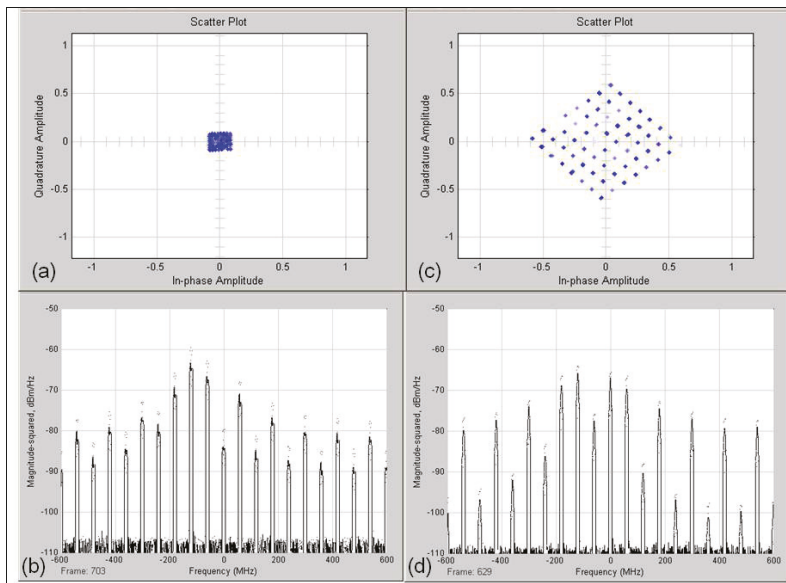 Scatter Plot
1
0.5
0
-0.5
-1
Quadrature Amplitude
-1 -0.5 0 0.5 1
In-phase Amplitude
(a)
Scatter Plot
1
0.5
0
-0.5
-1
Quadrature Amplitude
-1 -0.5 0 0.5 1
In-phase Amplitude
(c)
-50
-60
-70
-80
-90
-100
-110
Magnitude-squared, dBm/Hz
-600 -400 -200 0 200 400 600
Frame: 703
Frequency (MHz)
(b)
-50
-60
-70
-80
-90
-100
-110
Magnitude-squared, dBm/Hz
-600 -400 -200 0 200 400 600
Frame: 629
Frequency (MHz)
(d)